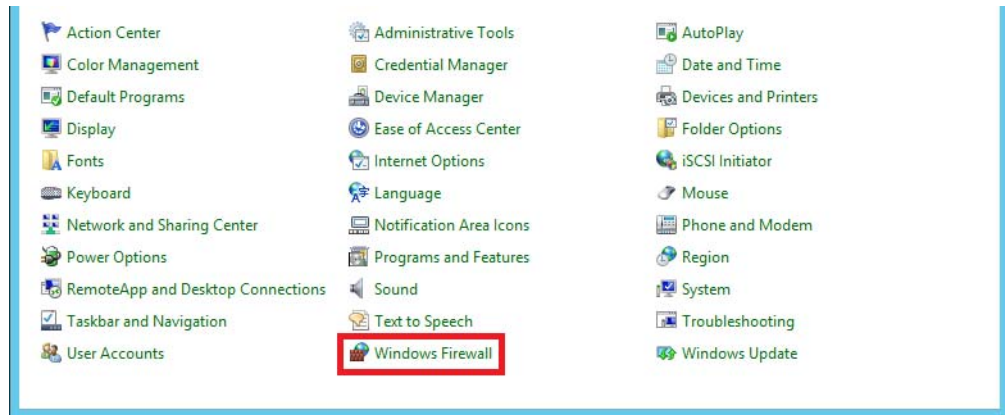 Action Center
Administrative Tools
AutoPlay
Color Management
Credential Manager
Date and Time
Default Programs
Device Manager
Devices and Printers
Display
Ease of Access Center
Folder Options
Fonts
Internet Options
iSCSI Initiator
Keyboard
Language
Mouse
Network and Sharing Center
Notification Area Icons
Phone and Modem
Power Options
Programs and Features
Region
RemoteApp and Desktop Connections
Sound
System
Taskbar and Navigation
Text to Speech
Troubleshooting
User Accounts
Windows Firewall
Windows Update